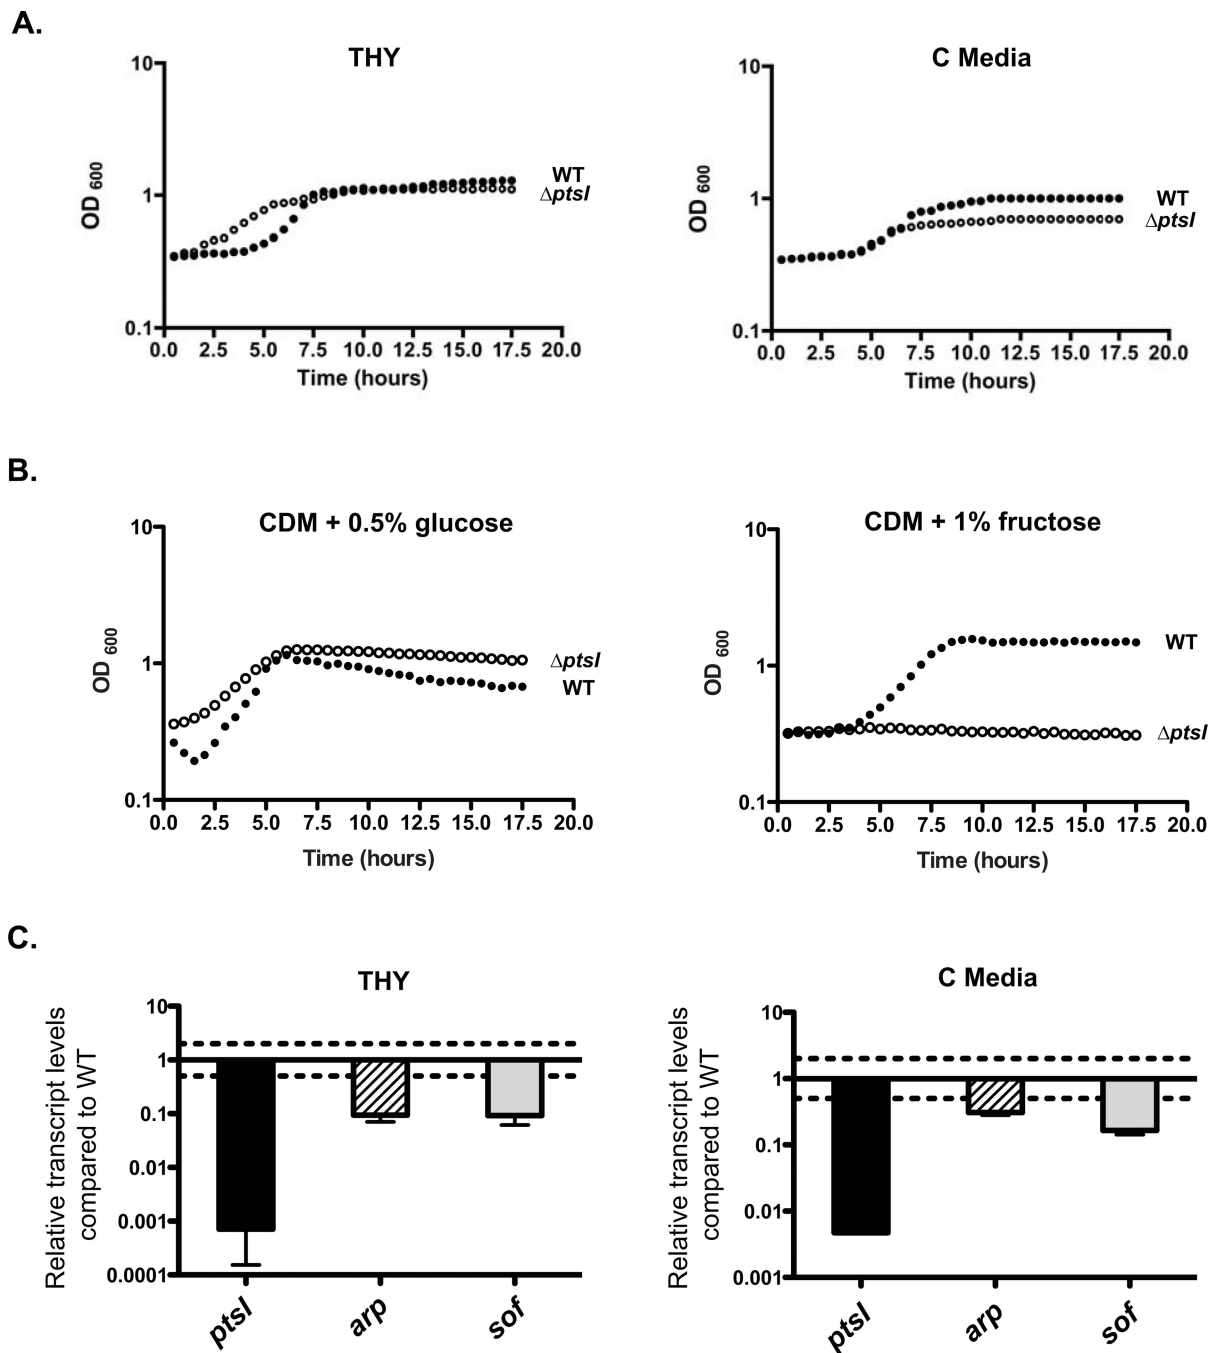 A.
THY
C Media
10
1
0.1
OD 600
WT
ΔptsI
0.0 2.5 5.0 7.5 10.0 12.5 15.0 17.5 20.0
Time (hours)
10
1
0.1
OD 600
WT
ΔptsI
0.0 2.5 5.0 7.5 10.0 12.5 15.0 17.5 20.0
Time (hours)
B.
CDM + 0.5% glucose
CDM + 1% fructose
10
1
0.1
OD 600
ΔptsI
WT
0.0 2.5 5.0 7.5 10.0 12.5 15.0 17.5 20.0
Time (hours)
10
1
0.1
OD 600
WT
ΔptsI
0.0 2.5 5.0 7.5 10.0 12.5 15.0 17.5 20.0
Time (hours)
C.
THY
C Media
Relative transcript levels
compared to WT
10
1
0.1
0.01
0.001
0.0001
ptsI arp sof
Relative transcript levels
compared to WT
10
1
0.1
0.01
0.001
ptsI arp sof